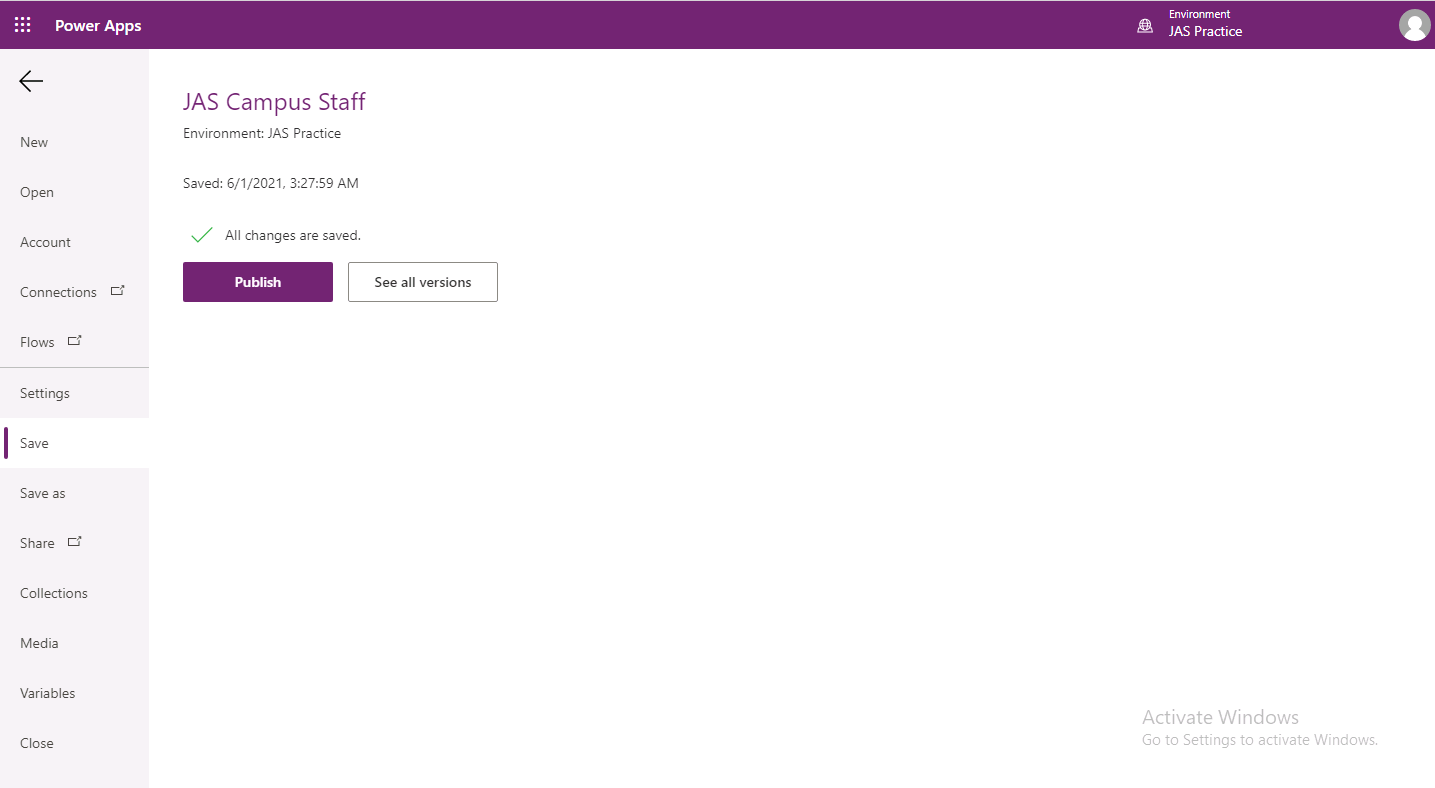 Power Apps
Environment
JAS Practice
New
Open
Account
Connections
Flows
Settings
Save
Save as
Share
Collections
Media
Variables
Close
JAS Campus Staff
Environment: JAS Practice
Saved: 6/1/2021, 3:27:59 AM
All changes are saved.
Publish
See all versions
Activate Windows
Go to Settings to activate Windows.